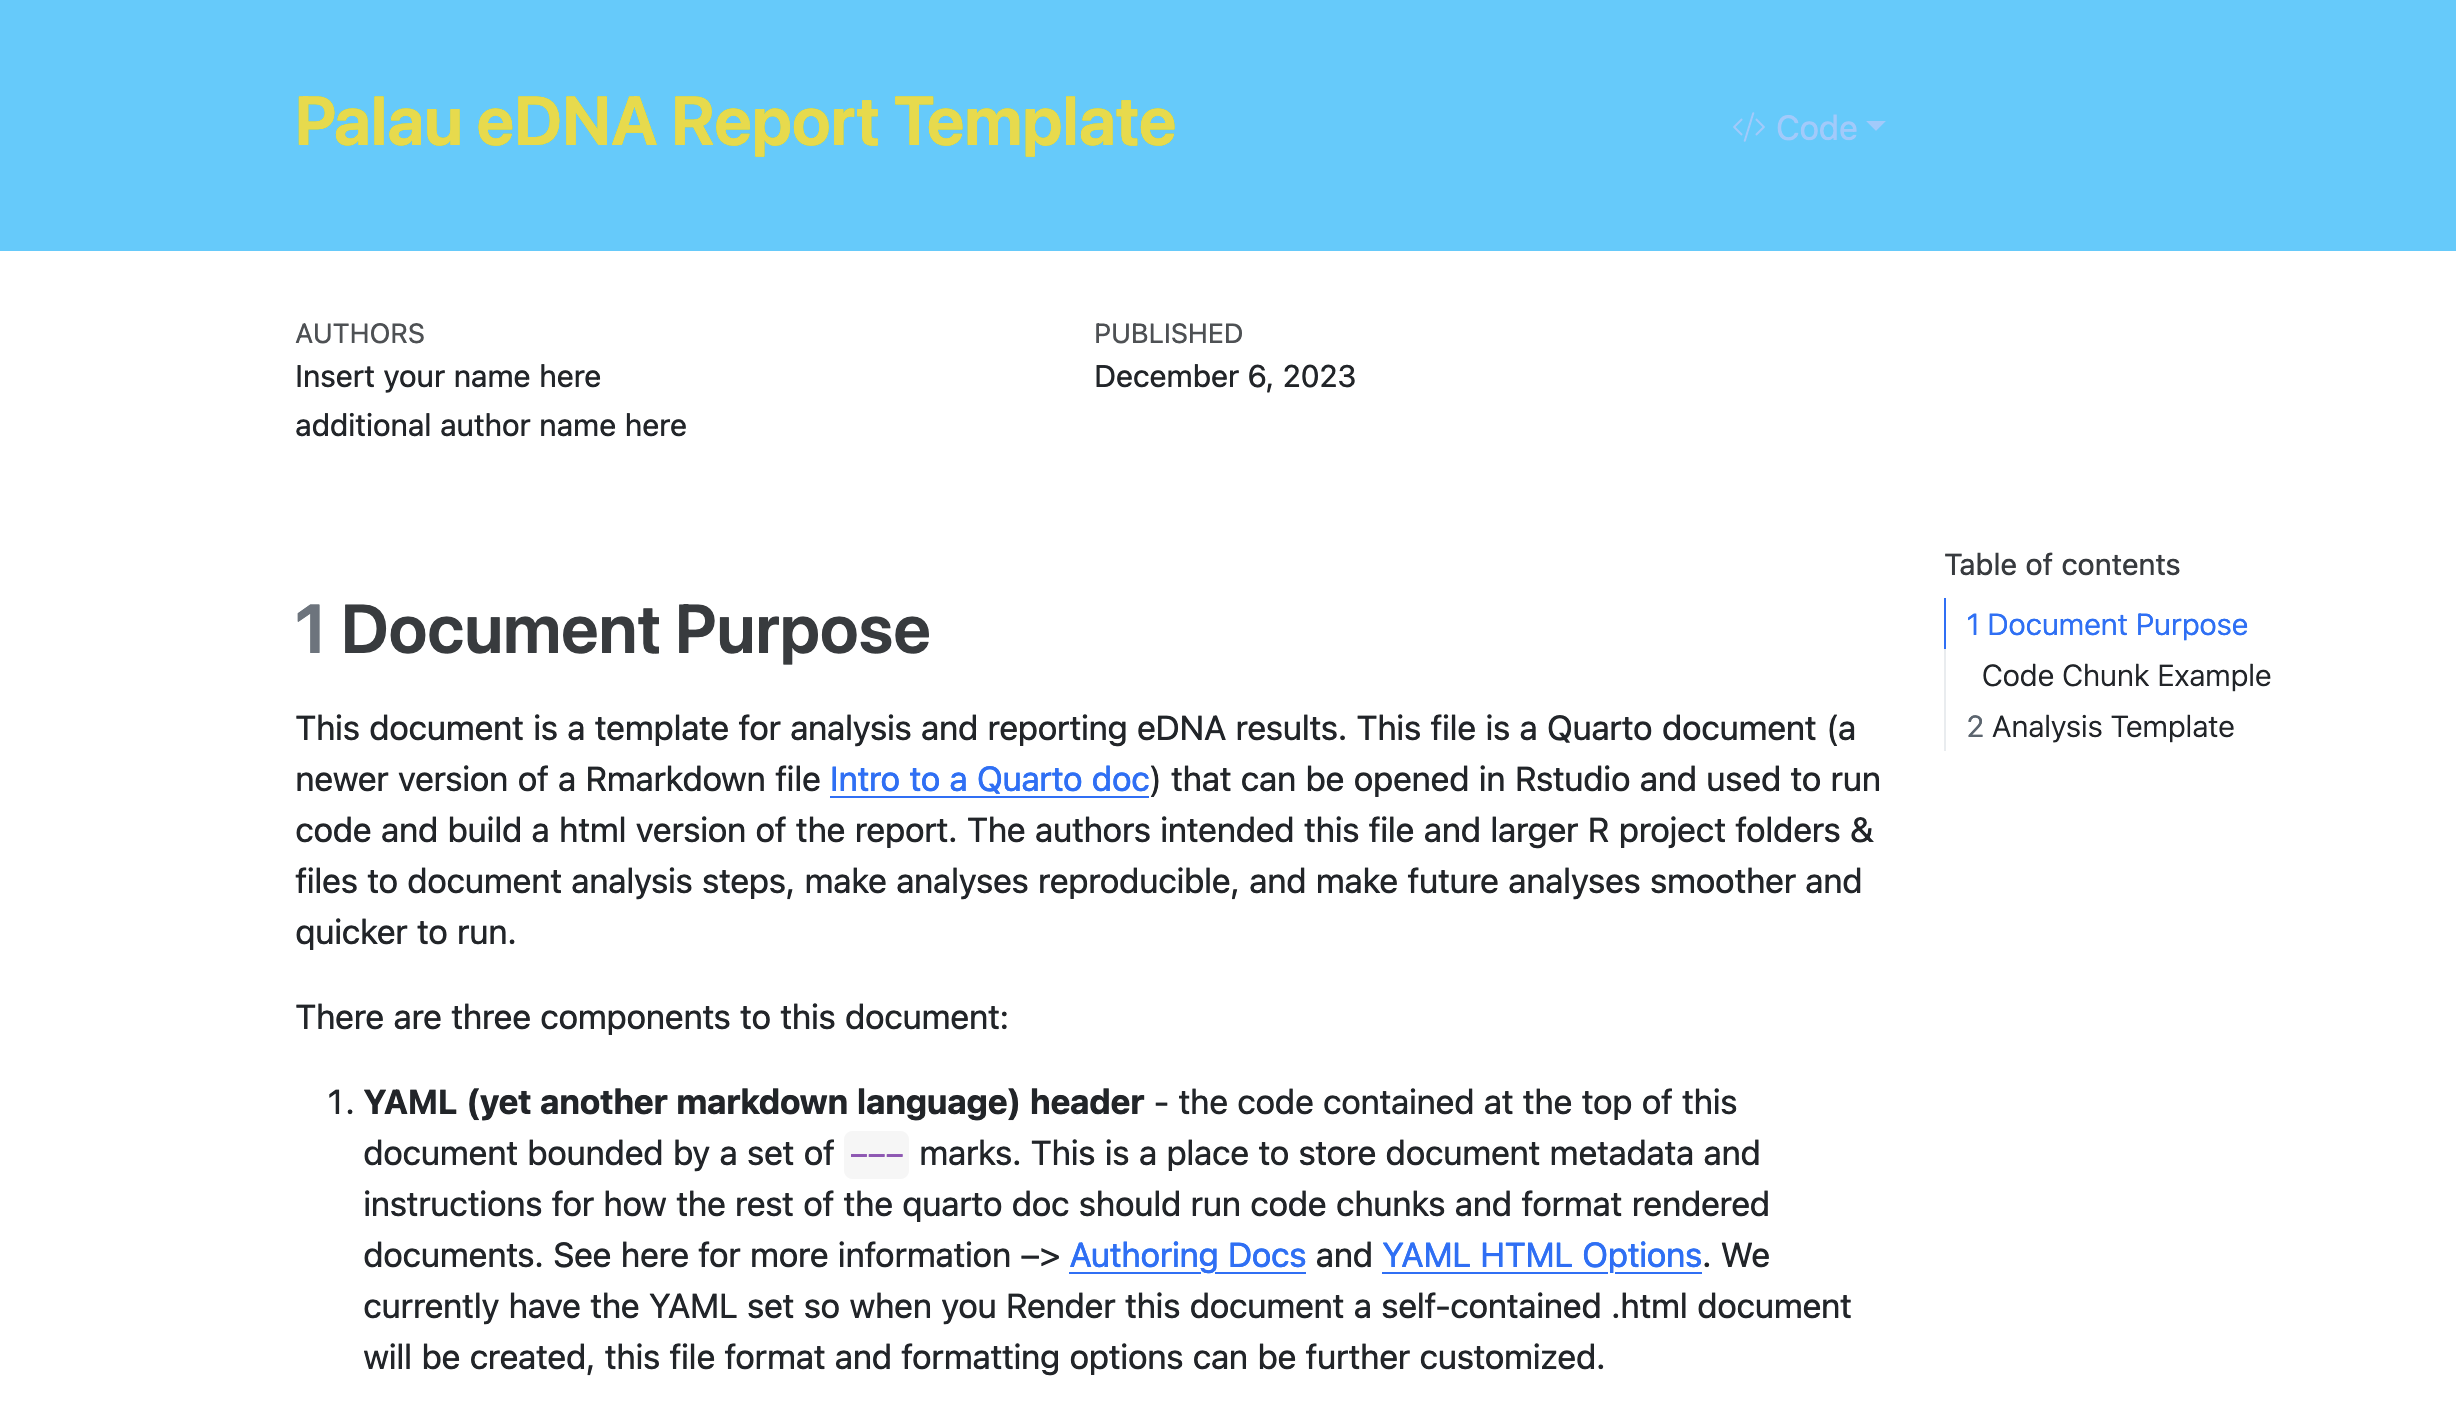 Palau eDNA Report Template
</> Code
AUTHORS
PUBLISHED
Insert your name here
December 6, 2023
additional author name here
Table of contents
1 Document Purpose
Code Chunk Example
2 Analysis Template
1 Document Purpose
This document is a template for analysis and reporting eDNA results. This file is a Quarto document (a
newer version of a Rmarkdown file Intro to a Quarto doc) that can be opened in Rstudio and used to run
code and build a html version of the report. The authors intended this file and larger R project folders &
files to document analysis steps, make analyses reproducible, and make future analyses smoother and
quicker to run.
There are three components to this document:
1. YAML (yet another markdown language) header - the code contained at the top of this
document bounded by a set of --- marks. This is a place to store document metadata and
instructions for how the rest of the quarto doc should run code chunks and format rendered
documents. See here for more information –> Authoring Docs and YAML HTML Options. We
currently have the YAML set so when you Render this document a self-contained .html document
will be created, this file format and formatting options can be further customized.